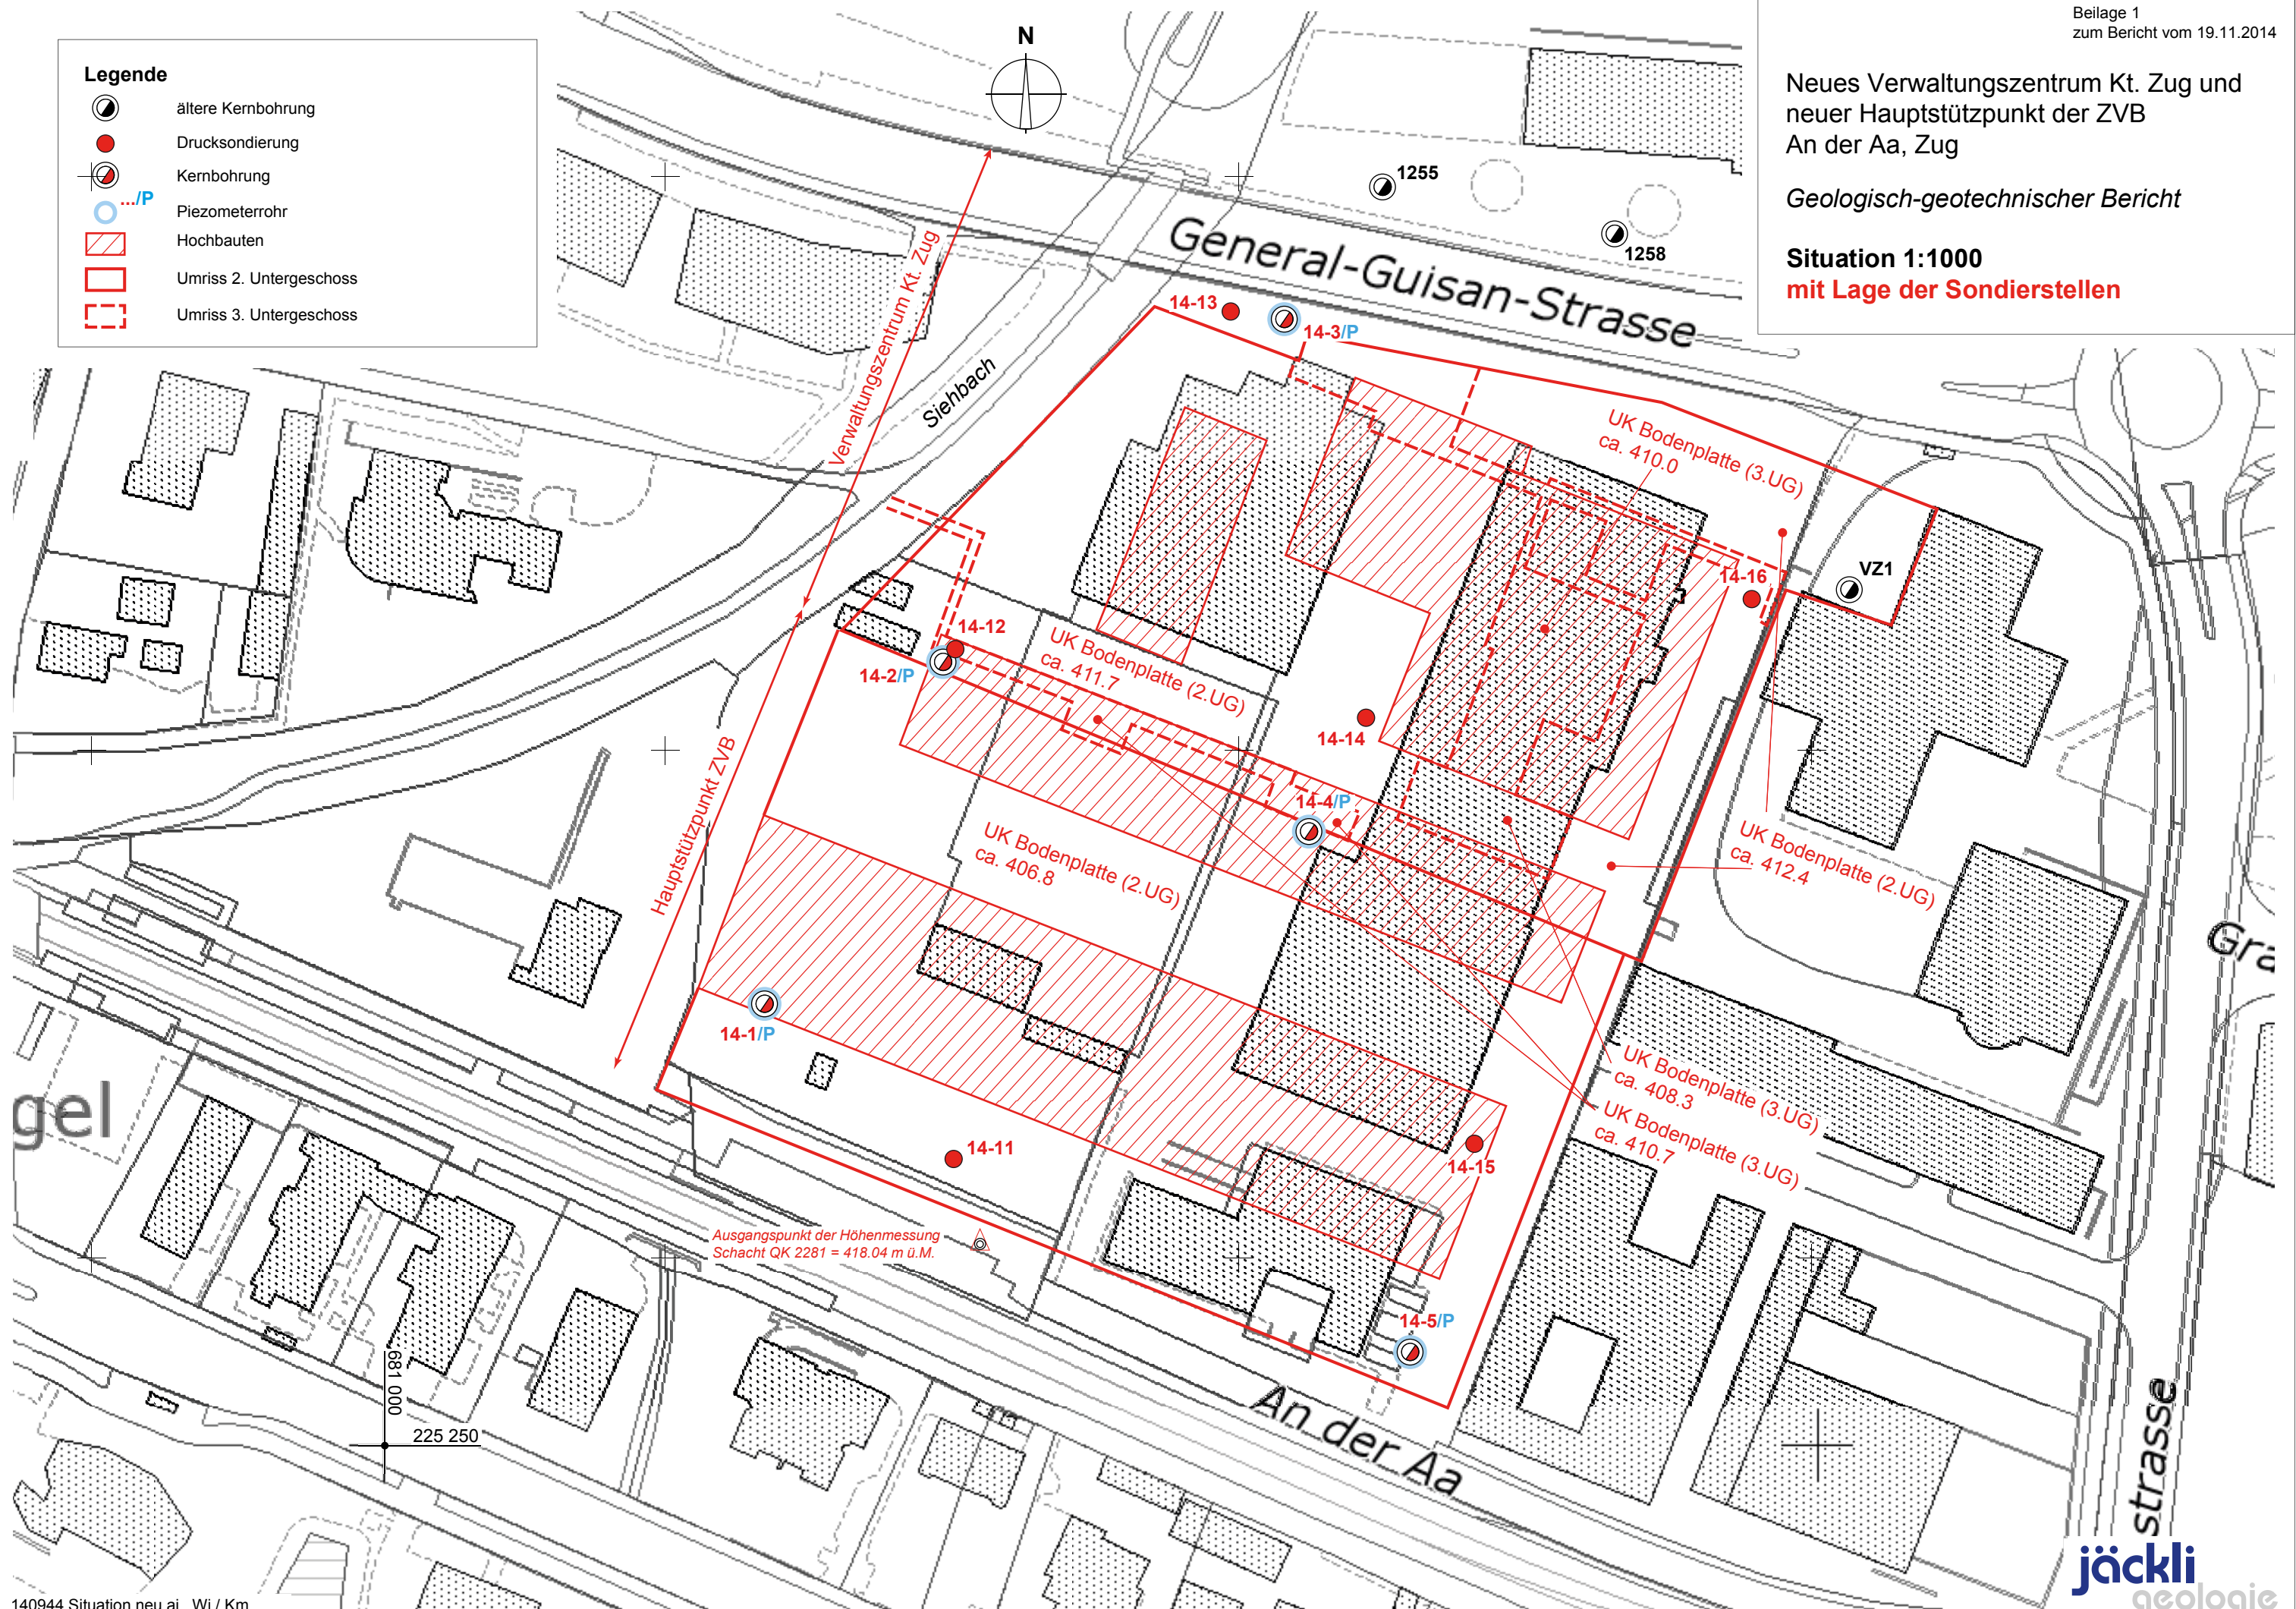 Beilage 1
zum Bericht vom 19.11.2014
Neues Verwaltungszentrum Kt. Zug und
neuer Hauptstützpunkt der ZVB
An der Aa, Zug
Geologisch-geotechnischer Bericht
Situation 1:1000
mit Lage der Sondierstellen
Legende
ältere Kernbohrung
Drucksondierung
Kernbohrung
.../P
Piezometerrohr
Hochbauten
Umriss 2. Untergeschoss
Umriss 3. Untergeschoss
N
1255
1258
General-Guisan-Strasse
Verwaltungszentrum Kt. Zug
Siehbach
14-13
14-3/P
UK Bodenplatte (3.UG)
ca. 410.0
VZ1
14-16
14-12
14-2/P
UK Bodenplatte (2.UG)
ca. 411.7
14-14
14-4/P
Hauptstützpunkt ZVB
UK Bodenplatte (2.UG)
ca. 406.8
UK Bodenplatte (2.UG)
ca. 412.4
Gra
14-1/P
UK Bodenplatte (3.UG)
ca. 408.3
UK Bodenplatte (3.UG)
ca. 410.7
gel
14-11
14-15
Ausgangspunkt der Höhenmessung
Schacht QK 2281 = 418.04 m ü.M.
14-5/P
An der Aa
681 000
225 250
strasse
jäckli
geologie
140944 Situation neu.ai Wi / Km